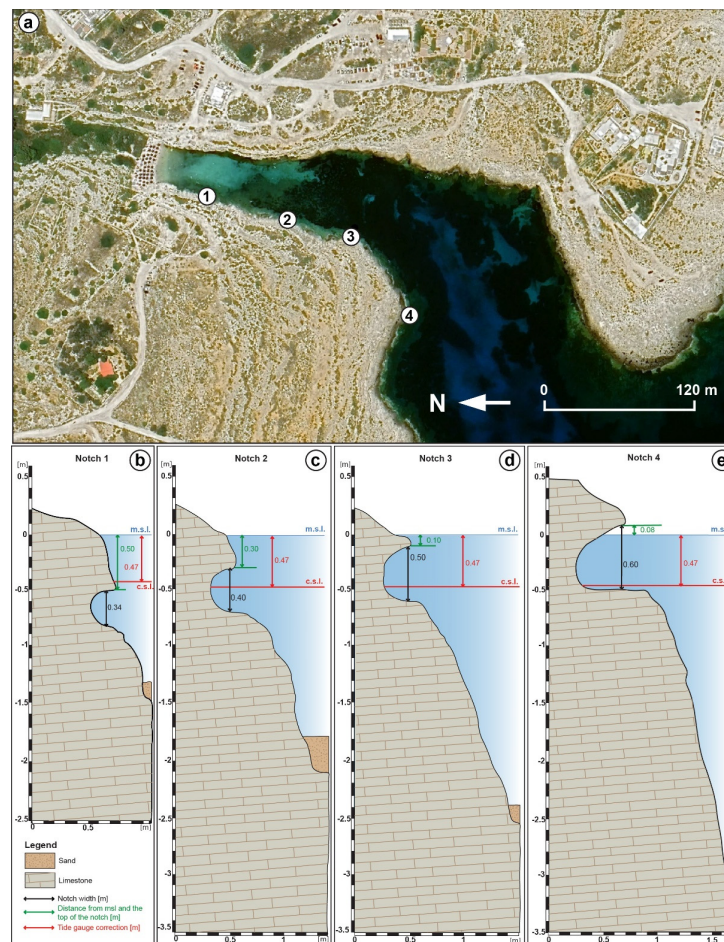 a
1
2
3
4
N
0 120 m
Notch 1
b
[m]
0.5
0
-0.5
-1
-1.5
-2
-2.5
m.s.l.
0.50
0.47
c.s.l.
0.34
0 0.5 [m]
Notch 2
c
[m]
0.5
0
-0.5
-1
-1.5
-2
-2.5
-3
-3.5
m.s.l.
0.30
0.47
c.s.l.
0.40
0 0.5 1 [m]
Notch 3
d
[m]
0.5
0
-0.5
-1
-1.5
-2
-2.5
-3
-3.5
m.s.l.
0.10
0.50
0.47
c.s.l.
0 0.5 1 [m]
Notch 4
e
[m]
0.5
0
-0.5
-1
-1.5
-2
-2.5
-3
-3.5
m.s.l.
0.08
0.60
0.47
c.s.l.
0 0.5 1 1.5 [m]
Legend
Sand
Limestone
Notch width [m]
Distance from msl and the
top of the notch [m]
Tide gauge correction [m]